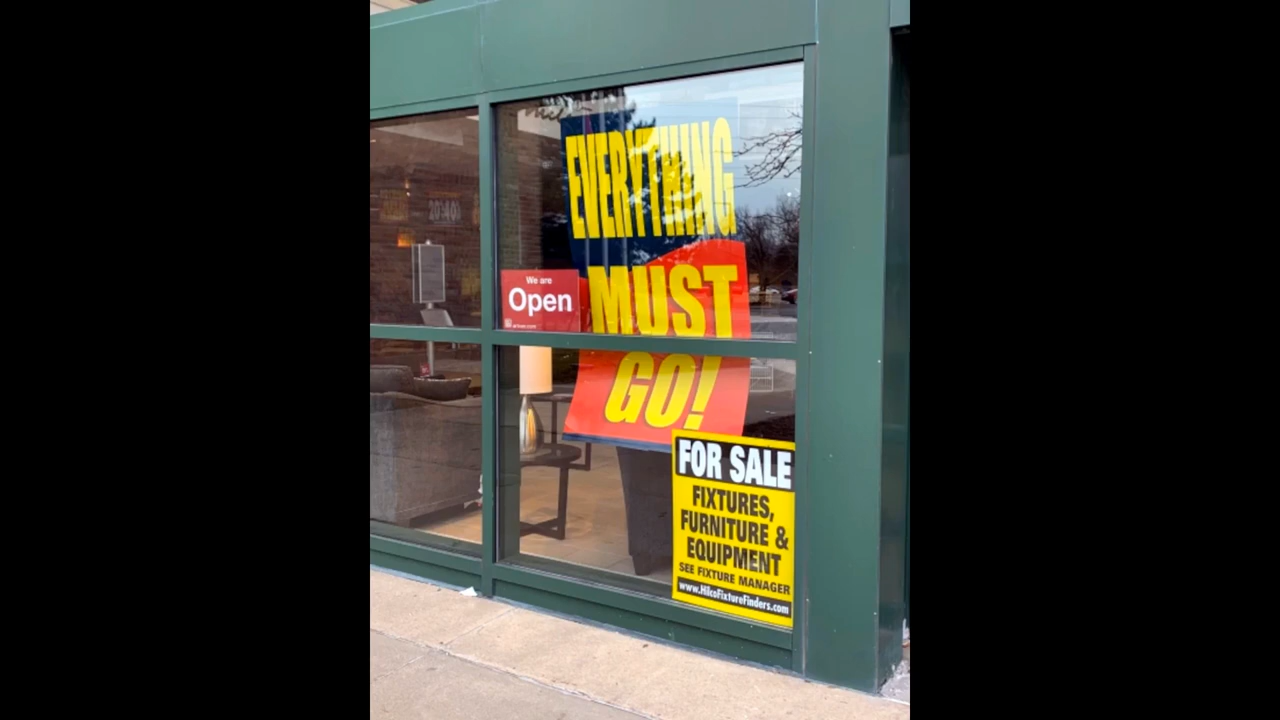 EVERYTHING
MUST
GO!
We are
Open
FOR SALE
FIXTURES,
FURNITURE &
EQUIPMENT
SEE FIXTURE MANAGER
www.HilcoFixtureFinders.com